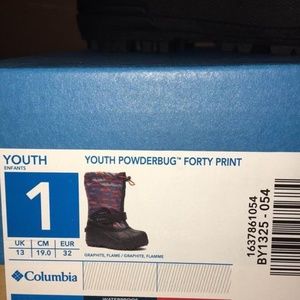 YOUTH
ENFANTS
YOUTH POWDERBUG™ FORTY PRINT
1
UK CM EUR
13 19.0 32
GRAPHITE, FLAME / GRAPHITE, FLAMME
Columbia
1637861054
BY1325 - 054
WATERPROOF